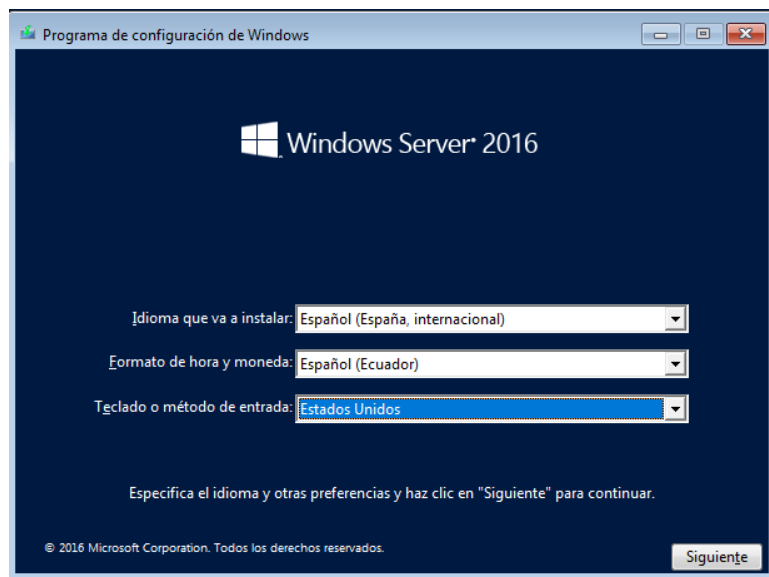 Programa de configuración de Windows
Windows Server® 2016
Idioma que va a instalar: Español (España, internacional)
Formato de hora y moneda: Español (Ecuador)
Teclado o método de entrada: Estados Unidos
Especifica el idioma y otras preferencias y haz clic en "Siguiente" para continuar.
© 2016 Microsoft Corporation. Todos los derechos reservados.
Siguiente